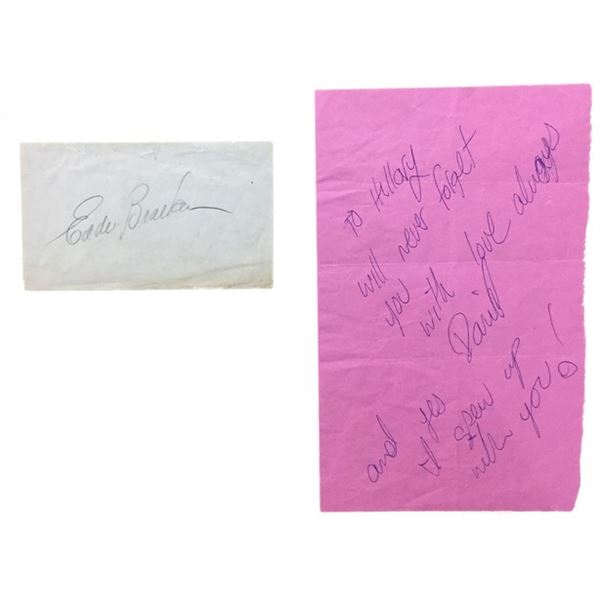 Eddie Bracken
To Hillary
will never forget
you with love always
David
and yes
I grew up
with you!